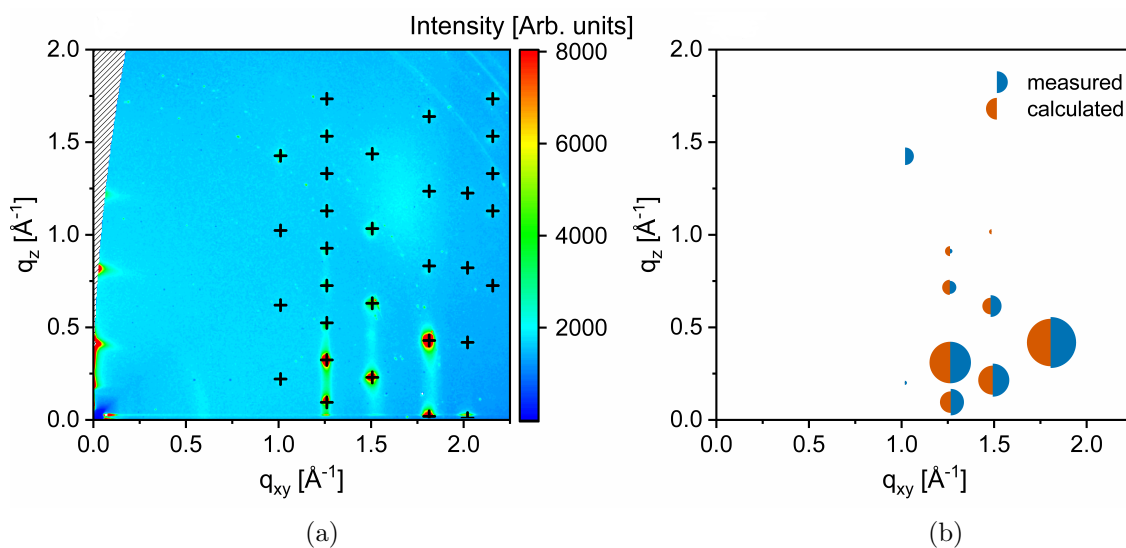 Intensity [Arb. units]
2.0
1.5
1.0
0.5
0.0
q_z [Å⁻¹]
0.0 0.5 1.0 1.5 2.0
q_xy [Å⁻¹]
8000
6000
4000
2000
(a)
measured
calculated
2.0
1.5
1.0
0.5
0.0
q_z [Å⁻¹]
0.0 0.5 1.0 1.5 2.0
q_xy [Å⁻¹]
(b)